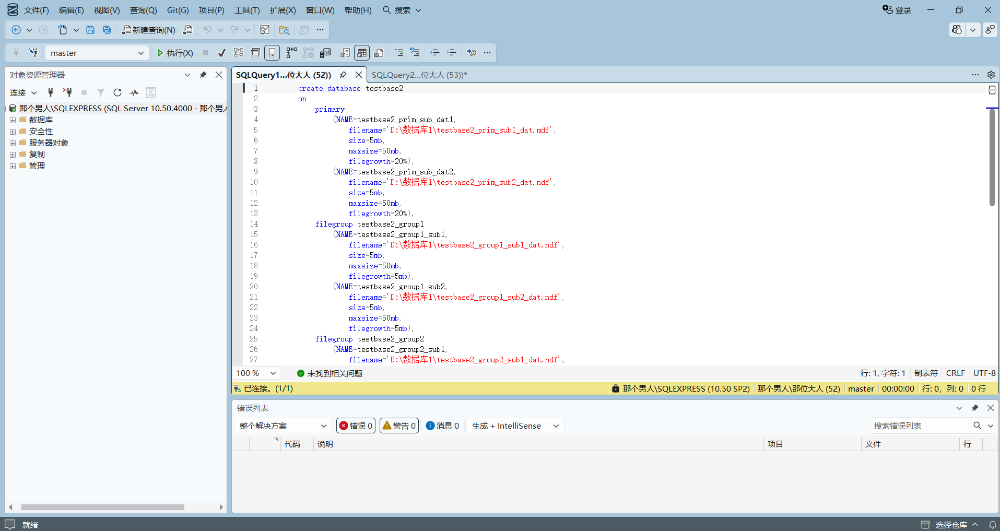 文件(F) 编辑(E) 视图(V) 查询(Q) Git(G) 项目(P) 工具(T) 扩展(X) 窗口(W) 帮助(H) 搜索 登录
新建查询(N)
master 执行(X)
对象资源管理器
连接
那个男人\SQLEXPRESS (SQL Server 10.50.4000 - 那个男人
数据库
安全性
服务器对象
复制
管理
SQLQuery1...位大人 (52)) SQLQuery2...位大人 (53))*
1 create database testbase2
2 on
3 primary
4 (NAME=testbase2_prim_sub_dat1,
5 filename='D:\数据库1\testbase2_prim_sub1_dat.mdf',
6 size=5mb,
7 maxsize=50mb,
8 filegrowth=20%),
9 (NAME=testbase2_prim_sub_dat2,
10 filename='D:\数据库1\testbase2_prim_sub2_dat.ndf',
11 size=5mb,
12 maxsize=50mb,
13 filegrowth=20%),
14 filegroup testbase2_group1
15 (NAME=testbase2_group1_sub1,
16 filename='D:\数据库1\testbase2_group1_sub1_dat.ndf',
17 size=5mb,
18 maxsize=50mb,
19 filegrowth=5mb),
20 (NAME=testbase2_group1_sub2,
21 filename='D:\数据库1\testbase2_group1_sub2_dat.ndf',
22 size=5mb,
23 maxsize=50mb,
24 filegrowth=5mb),
25 filegroup testbase2_group2
26 (NAME=testbase2_group2_sub1,
27 filename='D:\数据库1\testbase2_group2_sub1_dat.ndf',
100 % 未找到相关问题 行: 1, 字符: 1 制表符 CRLF UTF-8
已连接。(1/1) 那个男人\SQLEXPRESS (10.50 SP2) 那个男人\那位大人 (52) master 00:00:00 行: 0, 列: 0 0 行
错误列表
整个解决方案 错误 0 警告 0 消息 0 生成 + IntelliSense 搜索错误列表
代码 说明 项目 文件 行
就绪 选择仓库